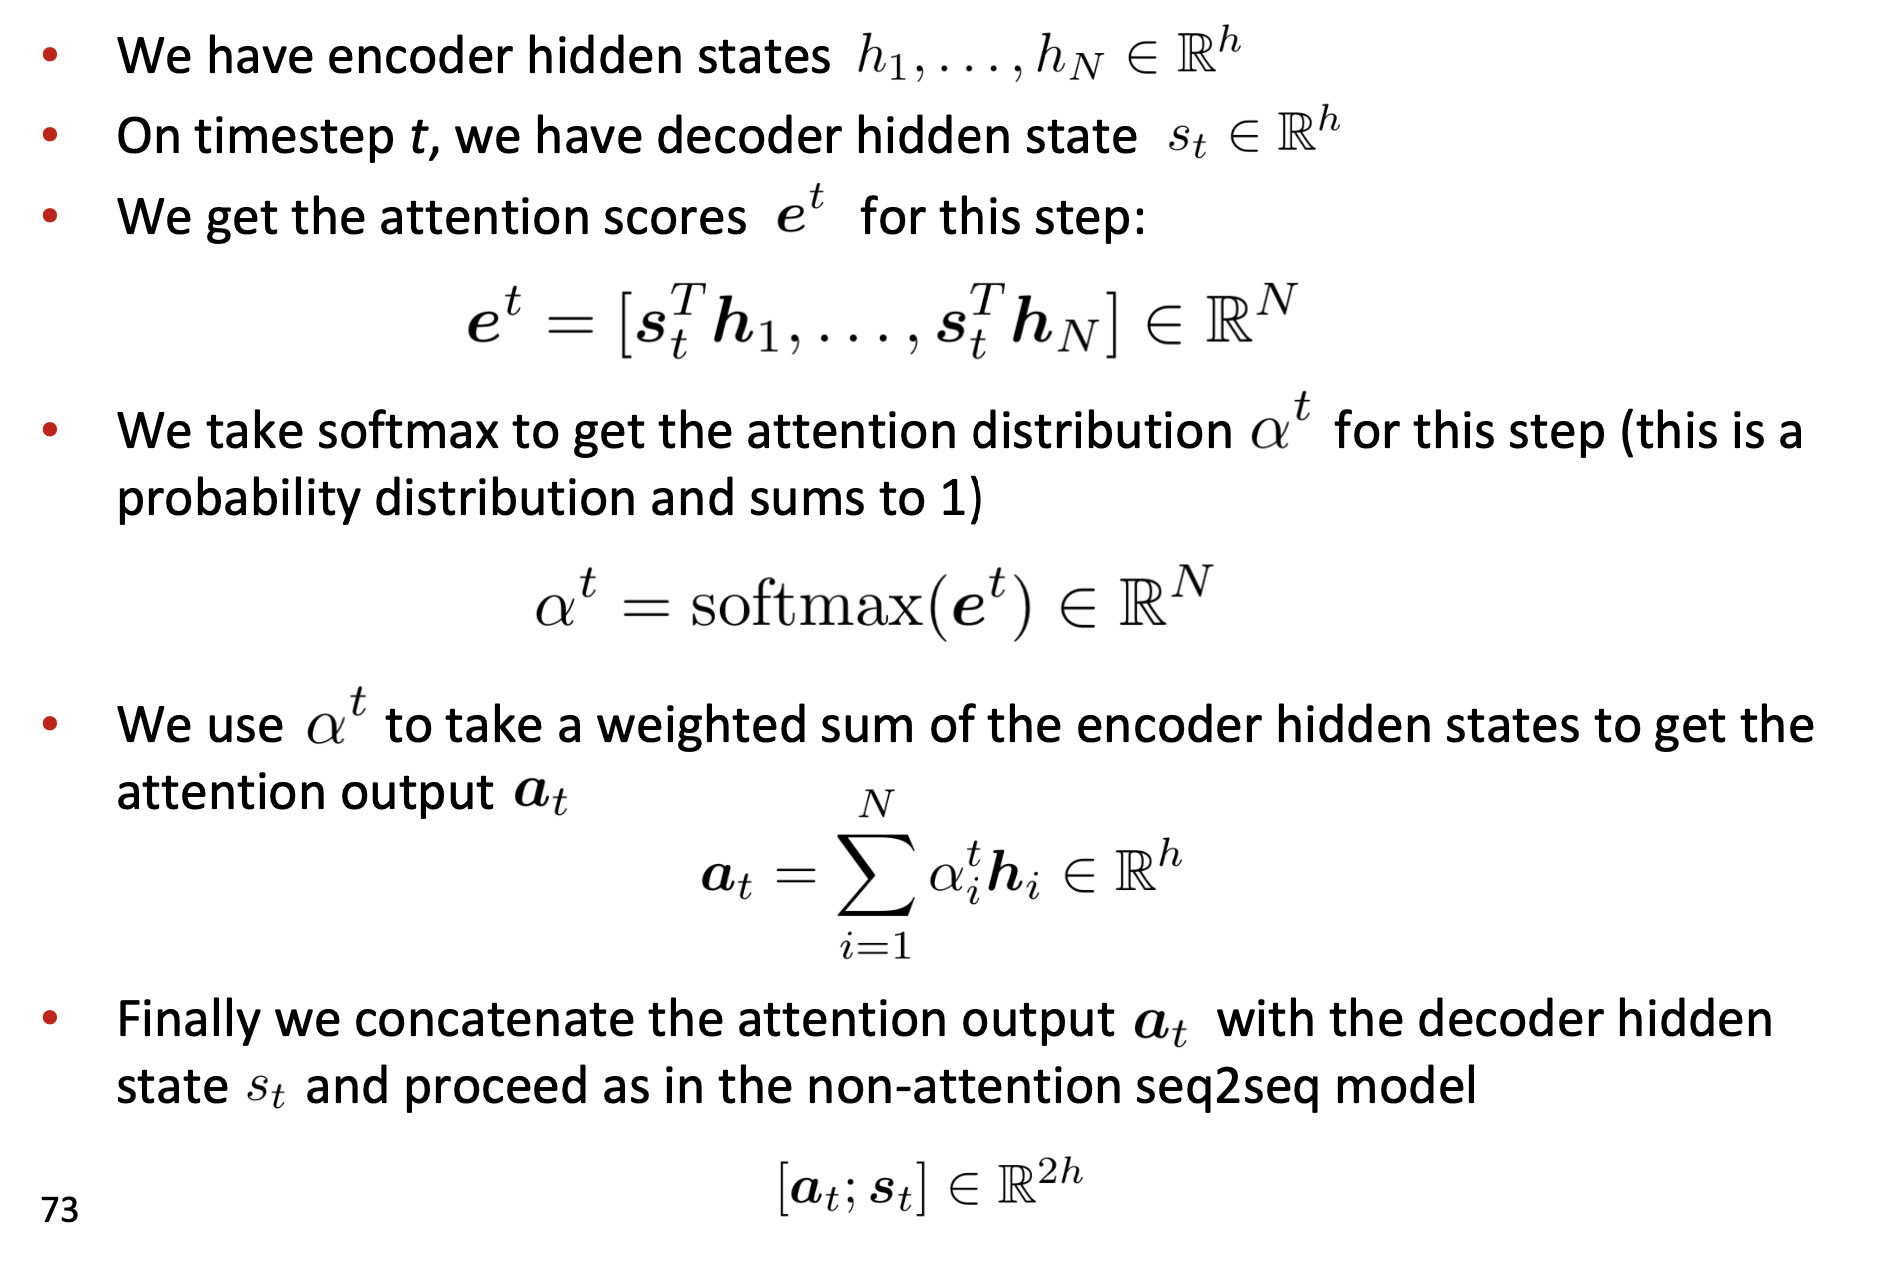 • We have encoder hidden states $h_1, \ldots, h_N \in \mathbb{R}^h$
• On timestep t, we have decoder hidden state $s_t \in \mathbb{R}^h$
• We get the attention scores $\boldsymbol{e}^t$ for this step:
$\boldsymbol{e}^t = [\boldsymbol{s}_t^T \boldsymbol{h}_1, \ldots, \boldsymbol{s}_t^T \boldsymbol{h}_N] \in \mathbb{R}^N$
• We take softmax to get the attention distribution $\alpha^t$ for this step (this is a
probability distribution and sums to 1)
$\alpha^t = \text{softmax}(\boldsymbol{e}^t) \in \mathbb{R}^N$
• We use $\alpha^t$ to take a weighted sum of the encoder hidden states to get the
attention output $\boldsymbol{a}_t$
$\boldsymbol{a}_t = \sum_{i=1}^{N} \alpha_i^t \boldsymbol{h}_i \in \mathbb{R}^h$
• Finally we concatenate the attention output $\boldsymbol{a}_t$ with the decoder hidden
state $s_t$ and proceed as in the non-attention seq2seq model
$[\boldsymbol{a}_t; \boldsymbol{s}_t] \in \mathbb{R}^{2h}$
73